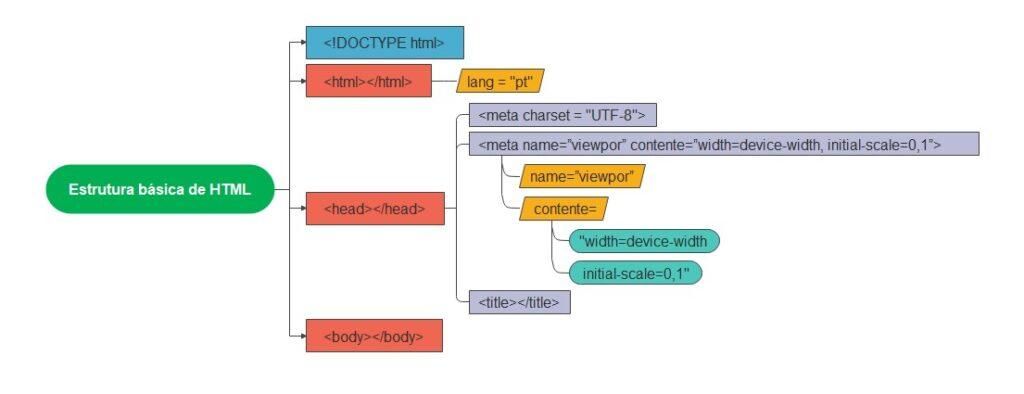 Estrutura básica de HTML
<!DOCTYPE html>
<html></html>
lang = "pt"
<head></head>
<meta charset = "UTF-8">
<meta name=”viewpor” contente=”width=device-width, initial-scale=0,1”>
name=”viewpor”
contente=
"width=device-width
initial-scale=0,1"
<title></title>
<body></body>